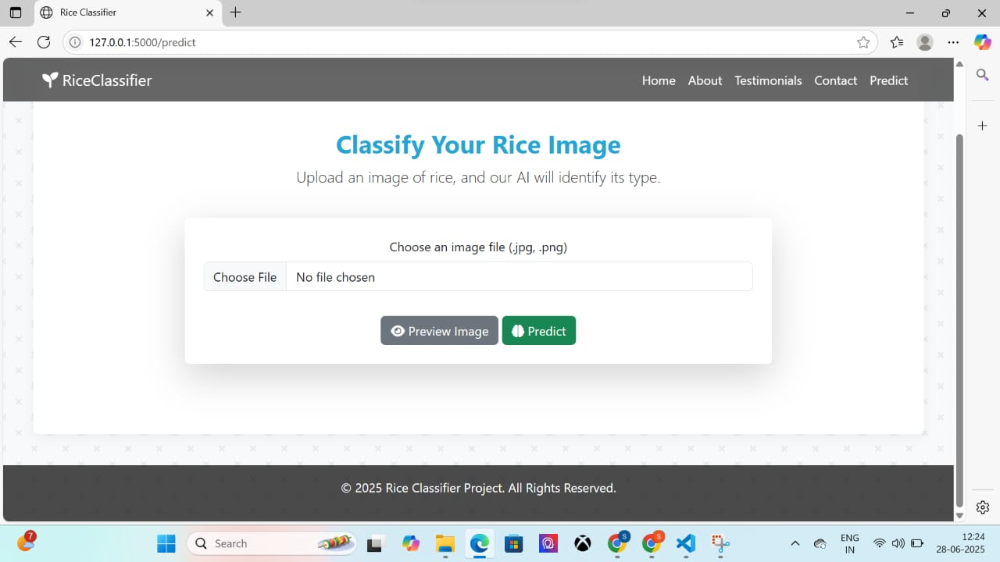 Rice Classifier
127.0.0.1:5000/predict
RiceClassifier
Home About Testimonials Contact Predict
Classify Your Rice Image
Upload an image of rice, and our AI will identify its type.
Choose an image file (.jpg, .png)
Choose File No file chosen
Preview Image Predict
© 2025 Rice Classifier Project. All Rights Reserved.
7
Search
S
S
ENG
IN
12:24
28-06-2025